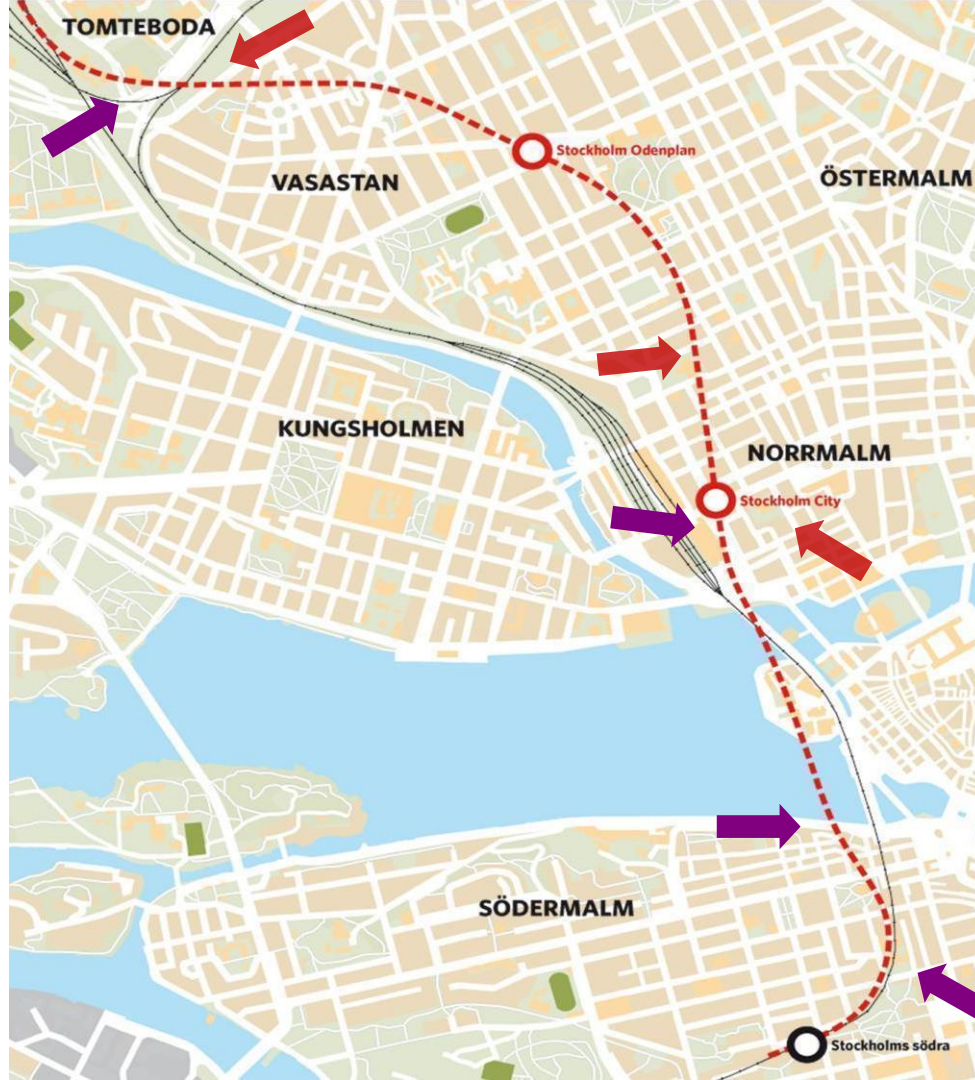 TOMTEBODA
Stockholm Odenplan
VASASTAN
ÖSTERMALM
KUNGSHOLMEN
NORRMALM
Stockholm City
SÖDERMALM
Stockholms södra